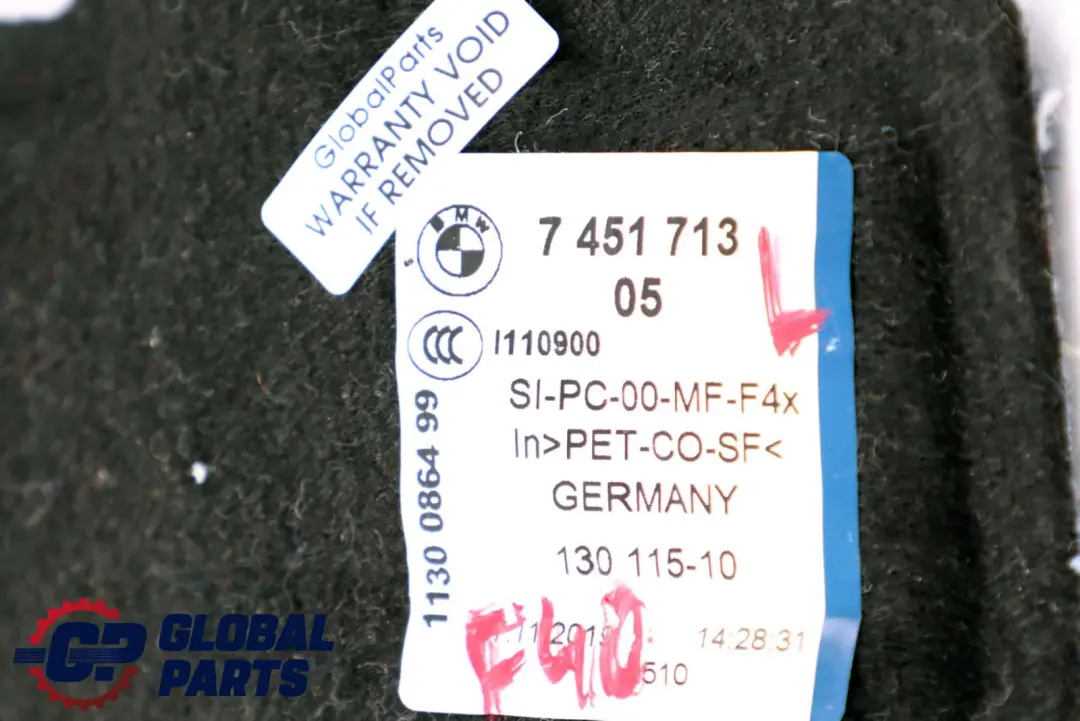 GlobalParts
WARRANTY VOID
IF REMOVED
BMW
7 451 713
05
L
I110900
SI-PC-00-MF-F4x
In>PET-CO-SF<
GERMANY
1130 0864 99
130 115-10
14:28:31
F40
510
GP GLOBAL
PARTS